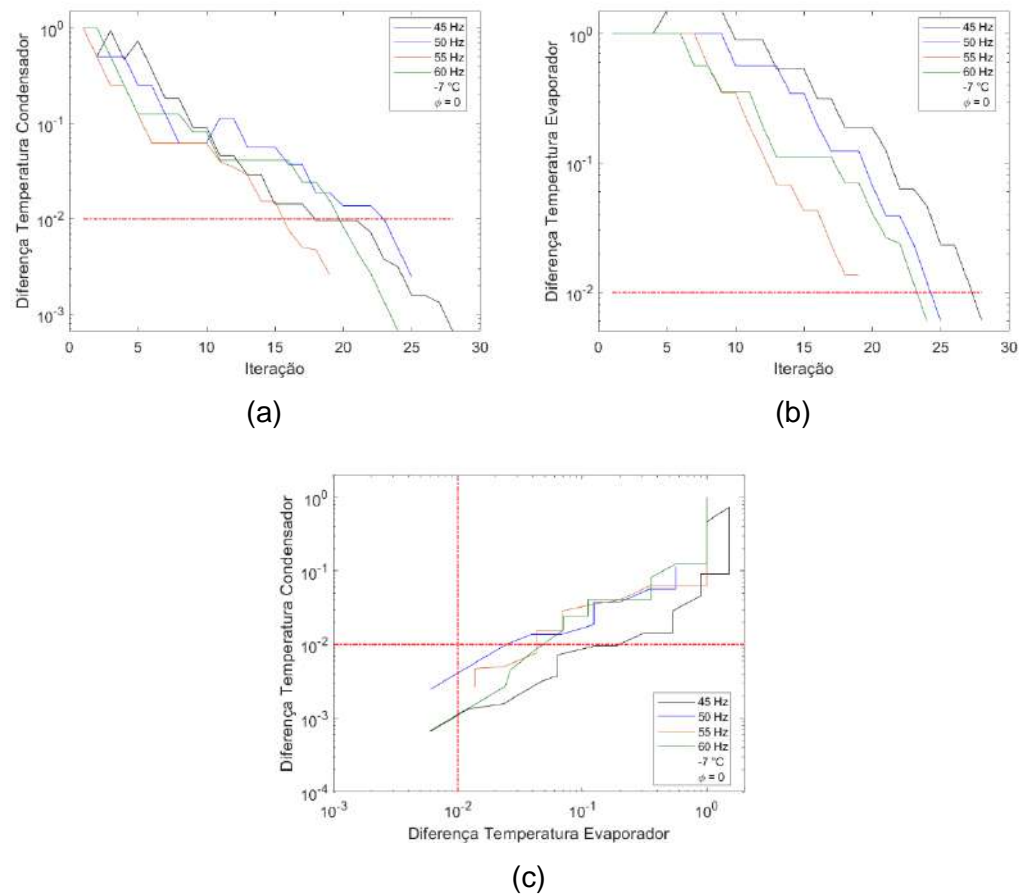 Diferença Temperatura Condensador
10^0
10^-1
10^-2
10^-3
0 5 10 15 20 25 30
Iteração
45 Hz
50 Hz
55 Hz
60 Hz
-7 °C
ϕ = 0
(a)
Diferença Temperatura Evaporador
10^0
10^-1
10^-2
0 5 10 15 20 25 30
Iteração
45 Hz
50 Hz
55 Hz
60 Hz
-7 °C
ϕ = 0
(b)
Diferença Temperatura Condensador
10^0
10^-1
10^-2
10^-3
10^-4
10^-3 10^-2 10^-1 10^0
Diferença Temperatura Evaporador
45 Hz
50 Hz
55 Hz
60 Hz
-7 °C
ϕ = 0
(c)